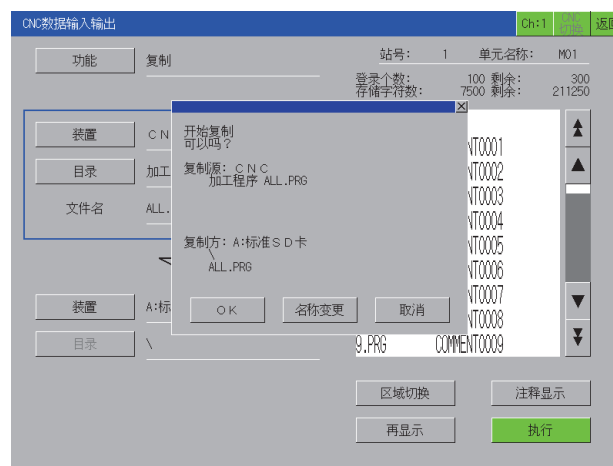 CNC数据输入输出
Ch:1
CNC
切换
返回
功能
复制
站号: 1 单元名称: M01
登录个数: 100 剩余: 300
存储字符数: 7500 剩余: 211250
装置
CN
目录
加工
文件名
ALL.
开始复制
可以吗?
复制源: CNC
加工程序 ALL.PRG
复制方: A:标准SD卡
\
ALL.PRG
OK
名称变更
取消
NT0001
NT0002
NT0003
NT0004
NT0005
NT0006
NT0007
NT0008
9.PRG COMMENT0009
装置
A:标
目录
\
区域切换
注释显示
再显示
执行